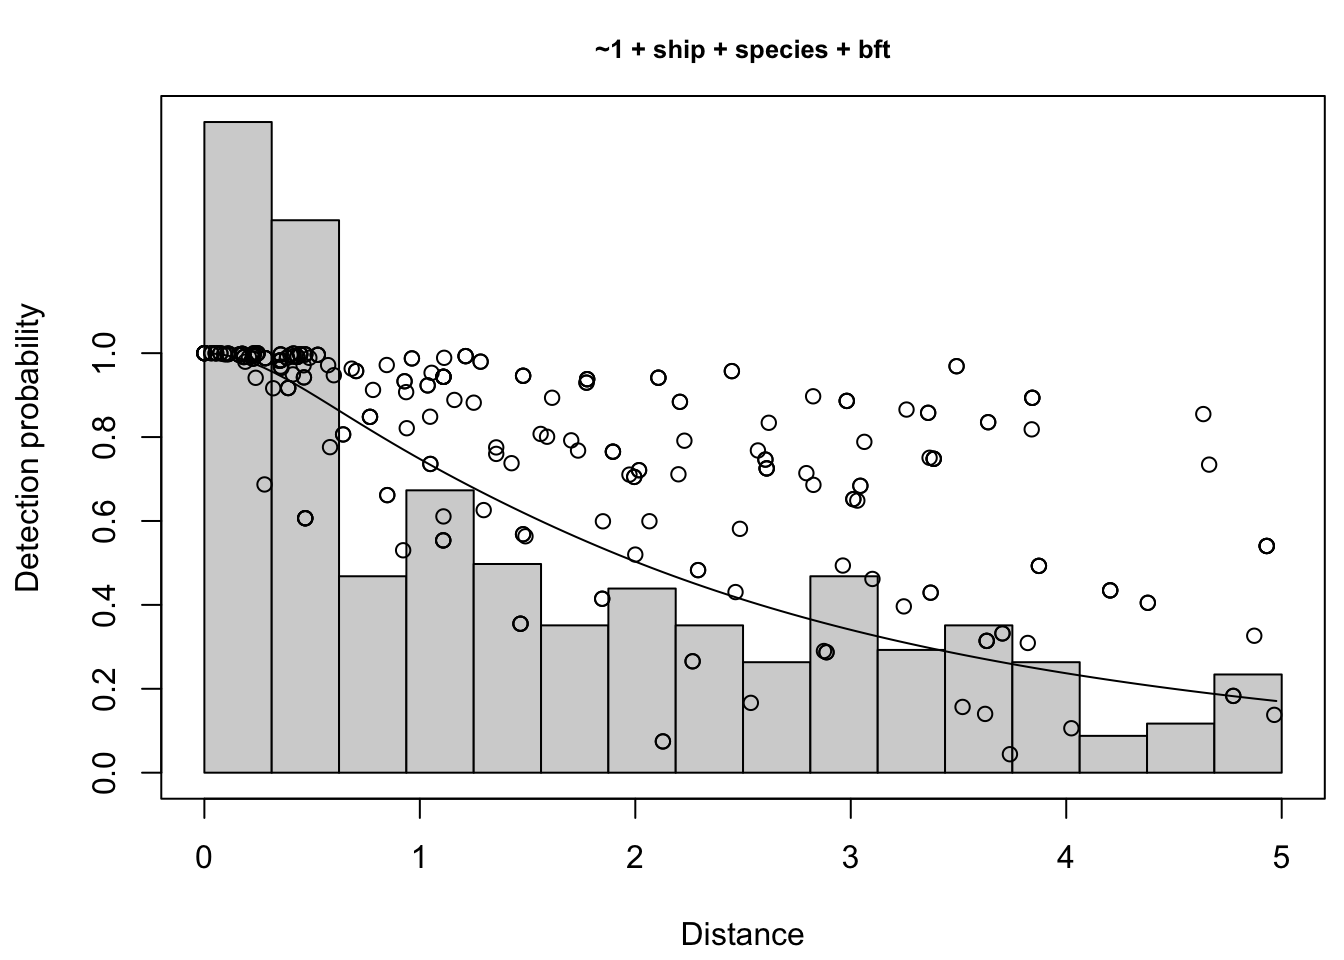 ~1 + ship + species + bft
Detection probability
1.0
0.8
0.6
0.4
0.2
0.0
0 1 2 3 4 5
Distance